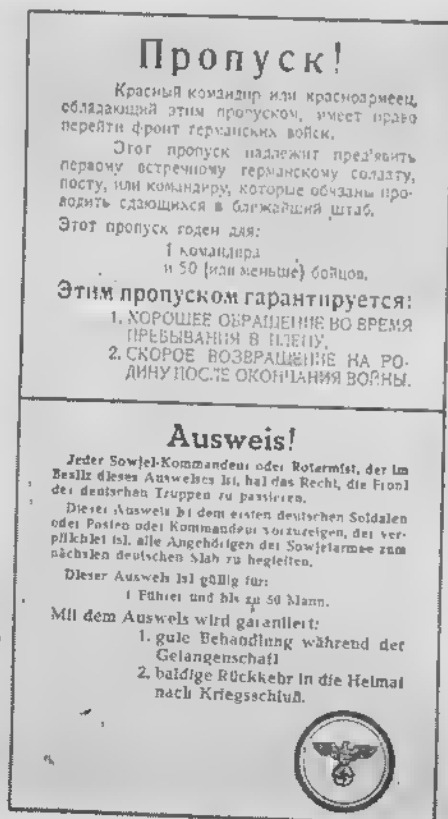 Пропуск!
Красный командир или красноармеец,
обладающий этим пропуском, имеет право
перейти фронт германских войск.
Этот пропуск надлежит пред'явить
первому встречному германскому солдату,
посту, или командиру, которые обязаны про-
водить сдающихся в ближайший штаб.
Этот пропуск годен для:
1 командира
и 50 (или меньше) бойцов.
Этим пропуском гарантируется:
1. ХОРОШЕЕ ОБРАЩЕНИЕ ВО ВРЕМЯ
ПРЕБЫВАНИЯ В ПЛЕНУ,
2. СКОРОЕ ВОЗВРАЩЕНИЕ НА РО-
ДИНУ ПОСЛЕ ОКОНЧАНИЯ ВОЙНЫ.
Ausweis!
Jeder Sowjet-Kommandeur oder Rotarmist, der im
Besitz dieses Ausweises ist, hat das Recht, die Front
der deutschen Truppen zu passieren.
Dieser Ausweis ist dem ersten deutschen Soldaten
oder Posten oder Kommandeur vorzuzeigen, der ver-
pflichtet ist, alle Angehörigen der Sowjetarmee zum
nächsten deutschen Stab zu begleiten.
Dieser Ausweis ist gültig für:
1 Führer und bis zu 50 Mann.
Mit dem Ausweis wird garantiert:
1. gute Behandlung während der
Gefangenschaft
2. baldige Rückkehr in die Heimat
nach Kriegsschluß.